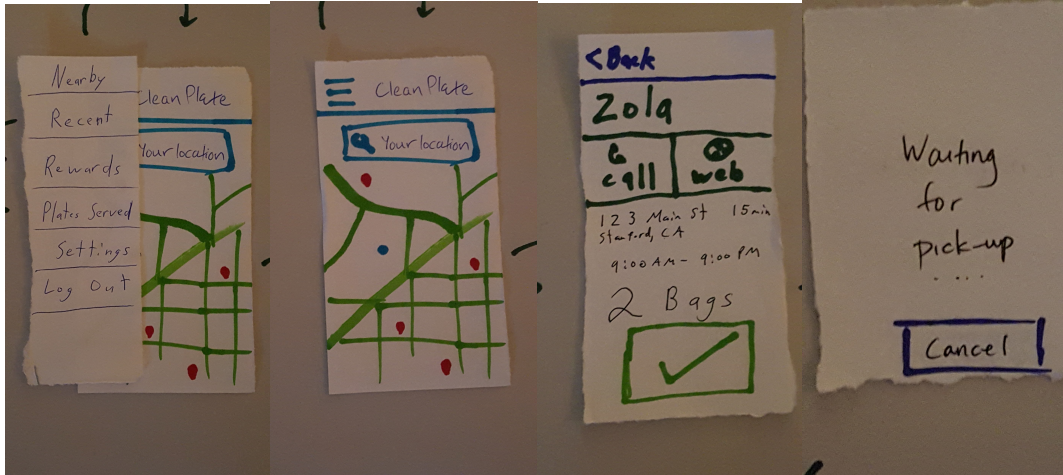 Nearby
Recent
Rewards
Plates Served
Settings
Log Out
Clean Plate
Your location
Clean Plate
Your location
< Back
Zola
call
web
123 Main St 15min
Stanford, CA
9:00 AM - 9:00 PM
2 Bags
Waiting
for
pick-up
....
Cancel